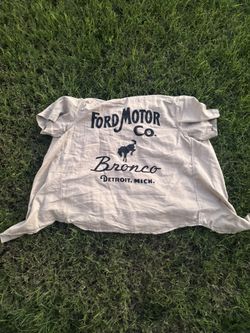 FORD MOTOR
Co.
Bronco
DETROIT, MICH.